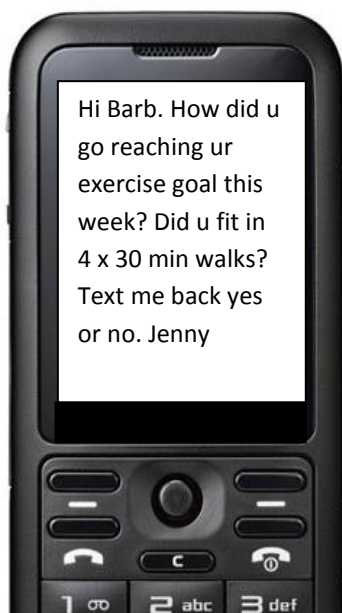 Hi Barb. How did u
go reaching ur
exercise goal this
week? Did u fit in
4 x 30 min walks?
Text me back yes
or no. Jenny
C
1 2 abc 3 def